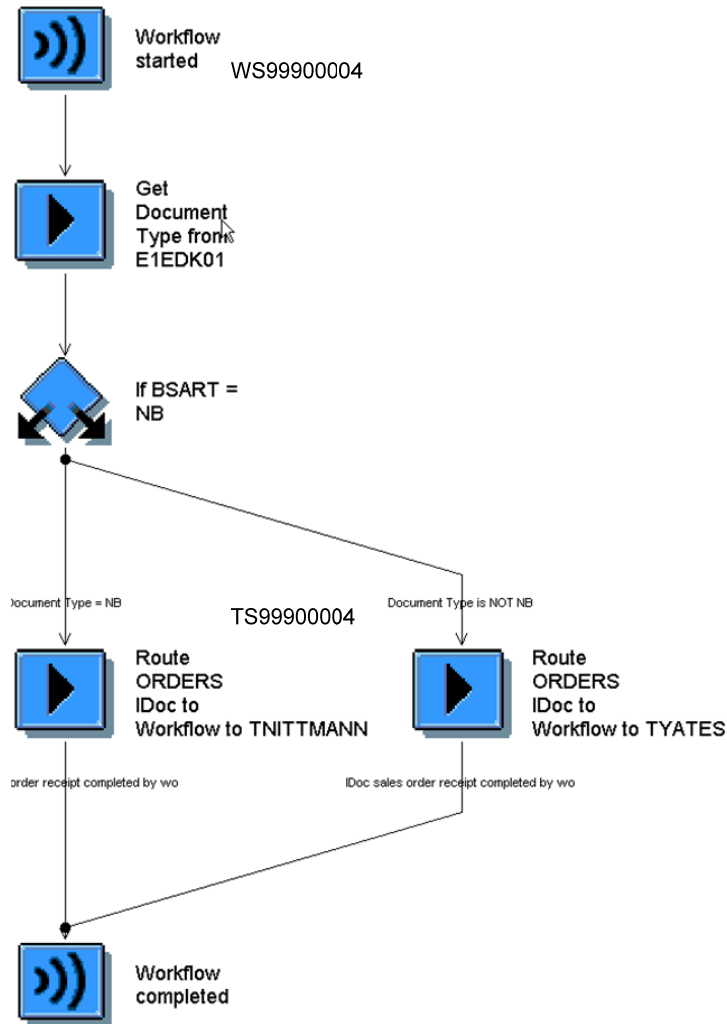 Workflow
started
WS99900004
Get
Document
Type from
E1EDK01
If BSART =
NB
Document Type = NB
Document Type is NOT NB
TS99900004
Route
ORDERS
IDoc to
Workflow to TNITTMANN
Route
ORDERS
IDoc to
Workflow to TYATES
order receipt completed by wo
IDoc sales order receipt completed by wo
Workflow
completed